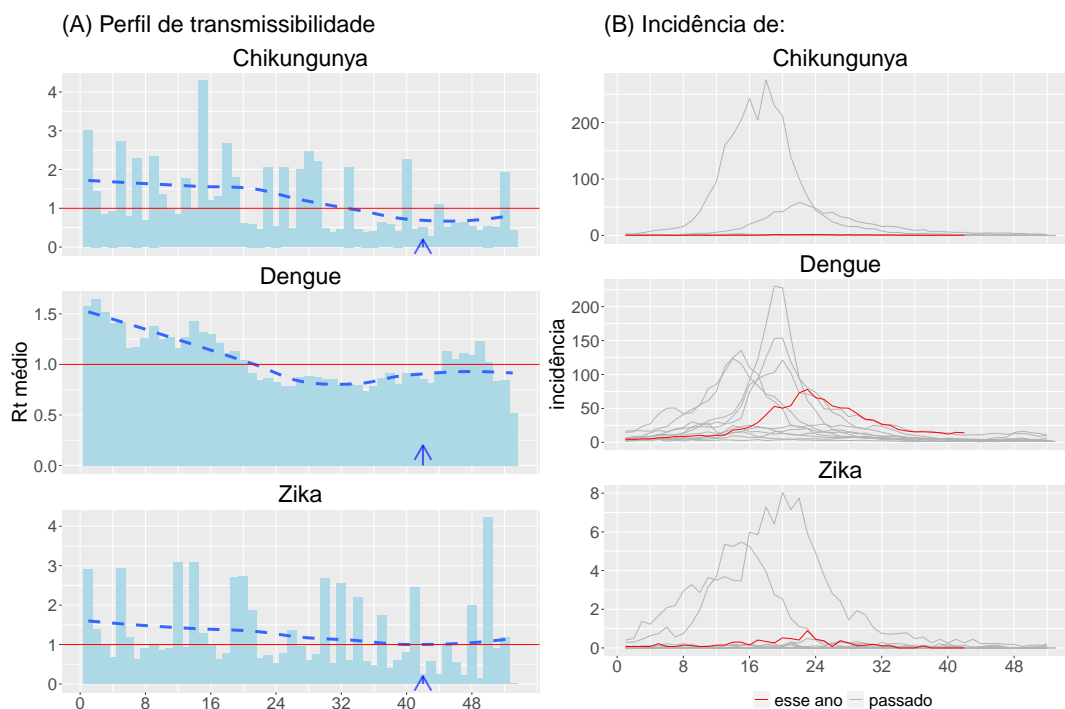 (A) Perfil de transmissibilidade
Chikungunya
4
3
2
1
0
Dengue
1.5
1.0
0.5
0.0
Rt médio
Zika
4
3
2
1
0
0 8 16 24 32 40 48
(B) Incidência de:
Chikungunya
200
100
0
Dengue
200
150
100
50
0
incidência
Zika
8
6
4
2
0
0 8 16 24 32 40 48
esse ano passado